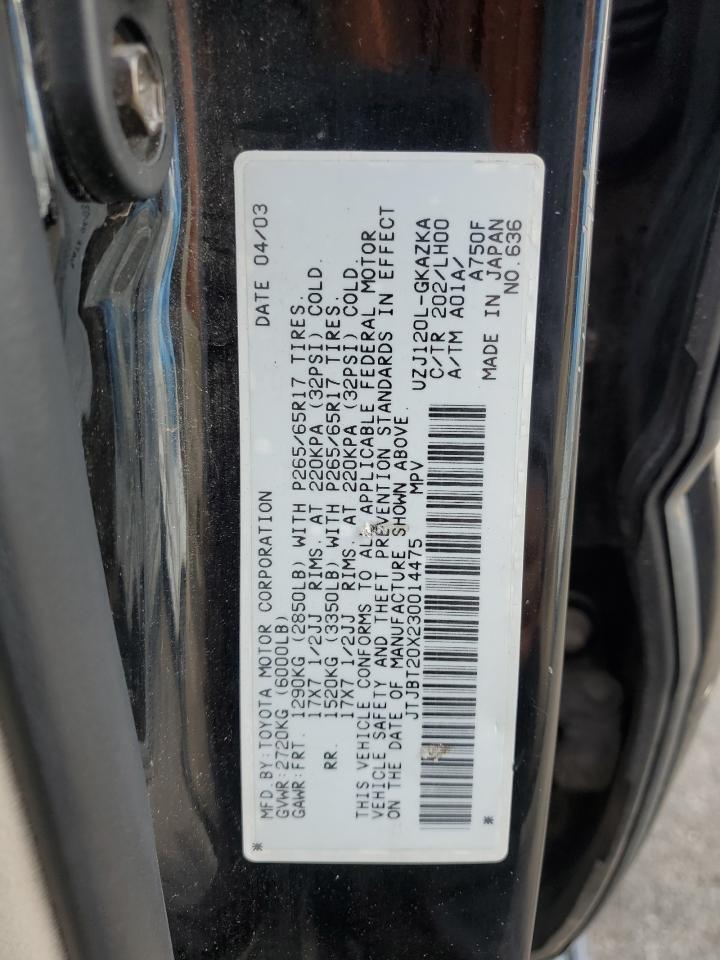 MFD BY:TOYOTA MOTOR CORPORATION DATE 04/03
GVWR:2720KG (6000LB)
GAWR:FRT. 1290KG (2850LB) WITH P265/65R17 TIRES.
17X7 1/2JJ RIMS. AT 220KPA (32PSI) COLD.
RR. 1520KG (3350LB) WITH P265/65R17 TIRES.
17X7 1/2JJ RIMS. AT 220KPA (32PSI) COLD.
THIS VEHICLE CONFORMS TO ALL APPLICABLE FEDERAL MOTOR
VEHICLE SAFETY AND THEFT PREVENTION STANDARDS IN EFFECT
ON THE DATE OF MANUFACTURE SHOWN ABOVE.
JTJBT20X230014475 MPV
UZJ120L-GKAZKA
C/TR 202/LH00
A/TM A01A/
A750F
MADE IN JAPAN
NO.636